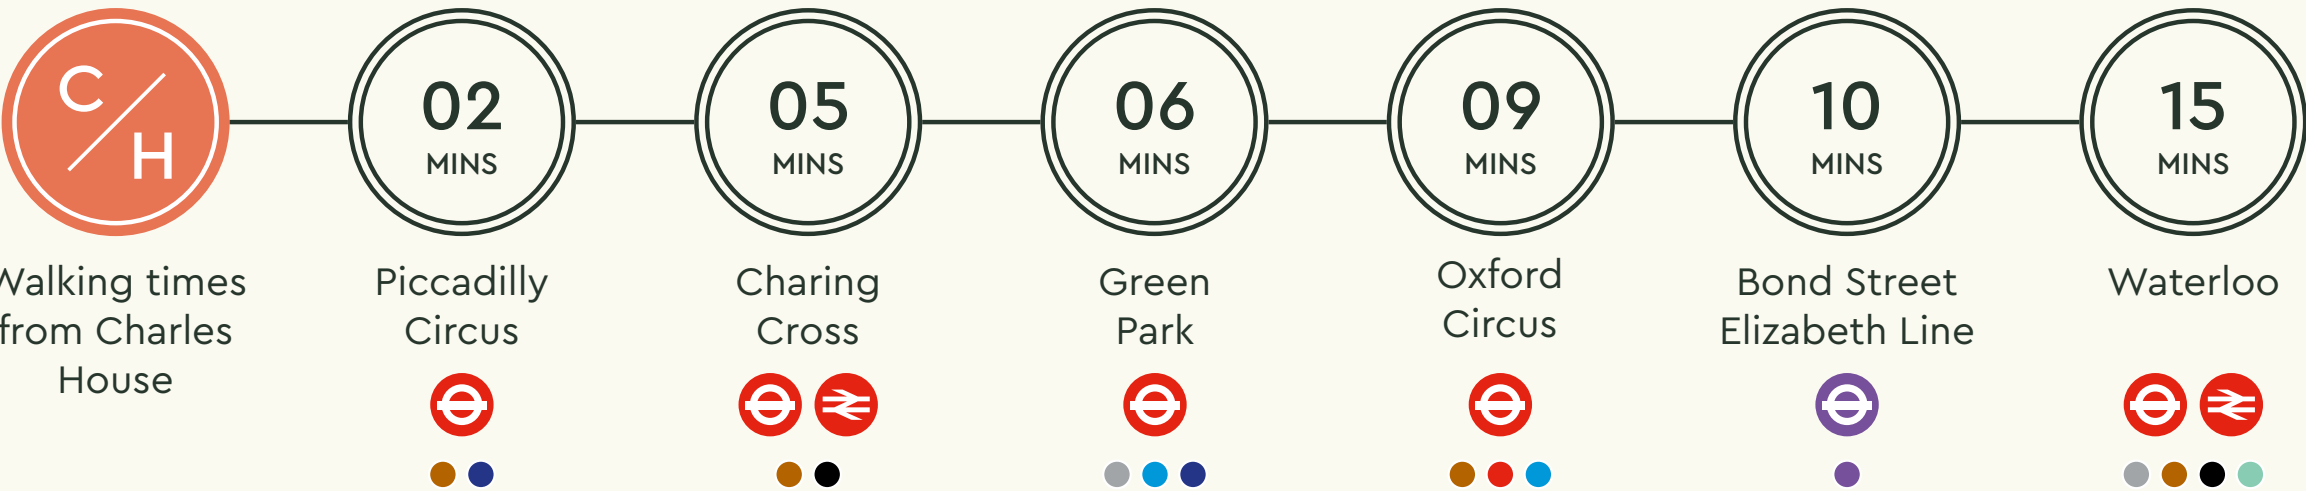 C/H
02
MINS
05
MINS
06
MINS
09
MINS
10
MINS
15
MINS
Walking times
from Charles
House
Piccadilly
Circus
Charing
Cross
Green
Park
Oxford
Circus
Bond Street
Elizabeth Line
Waterloo